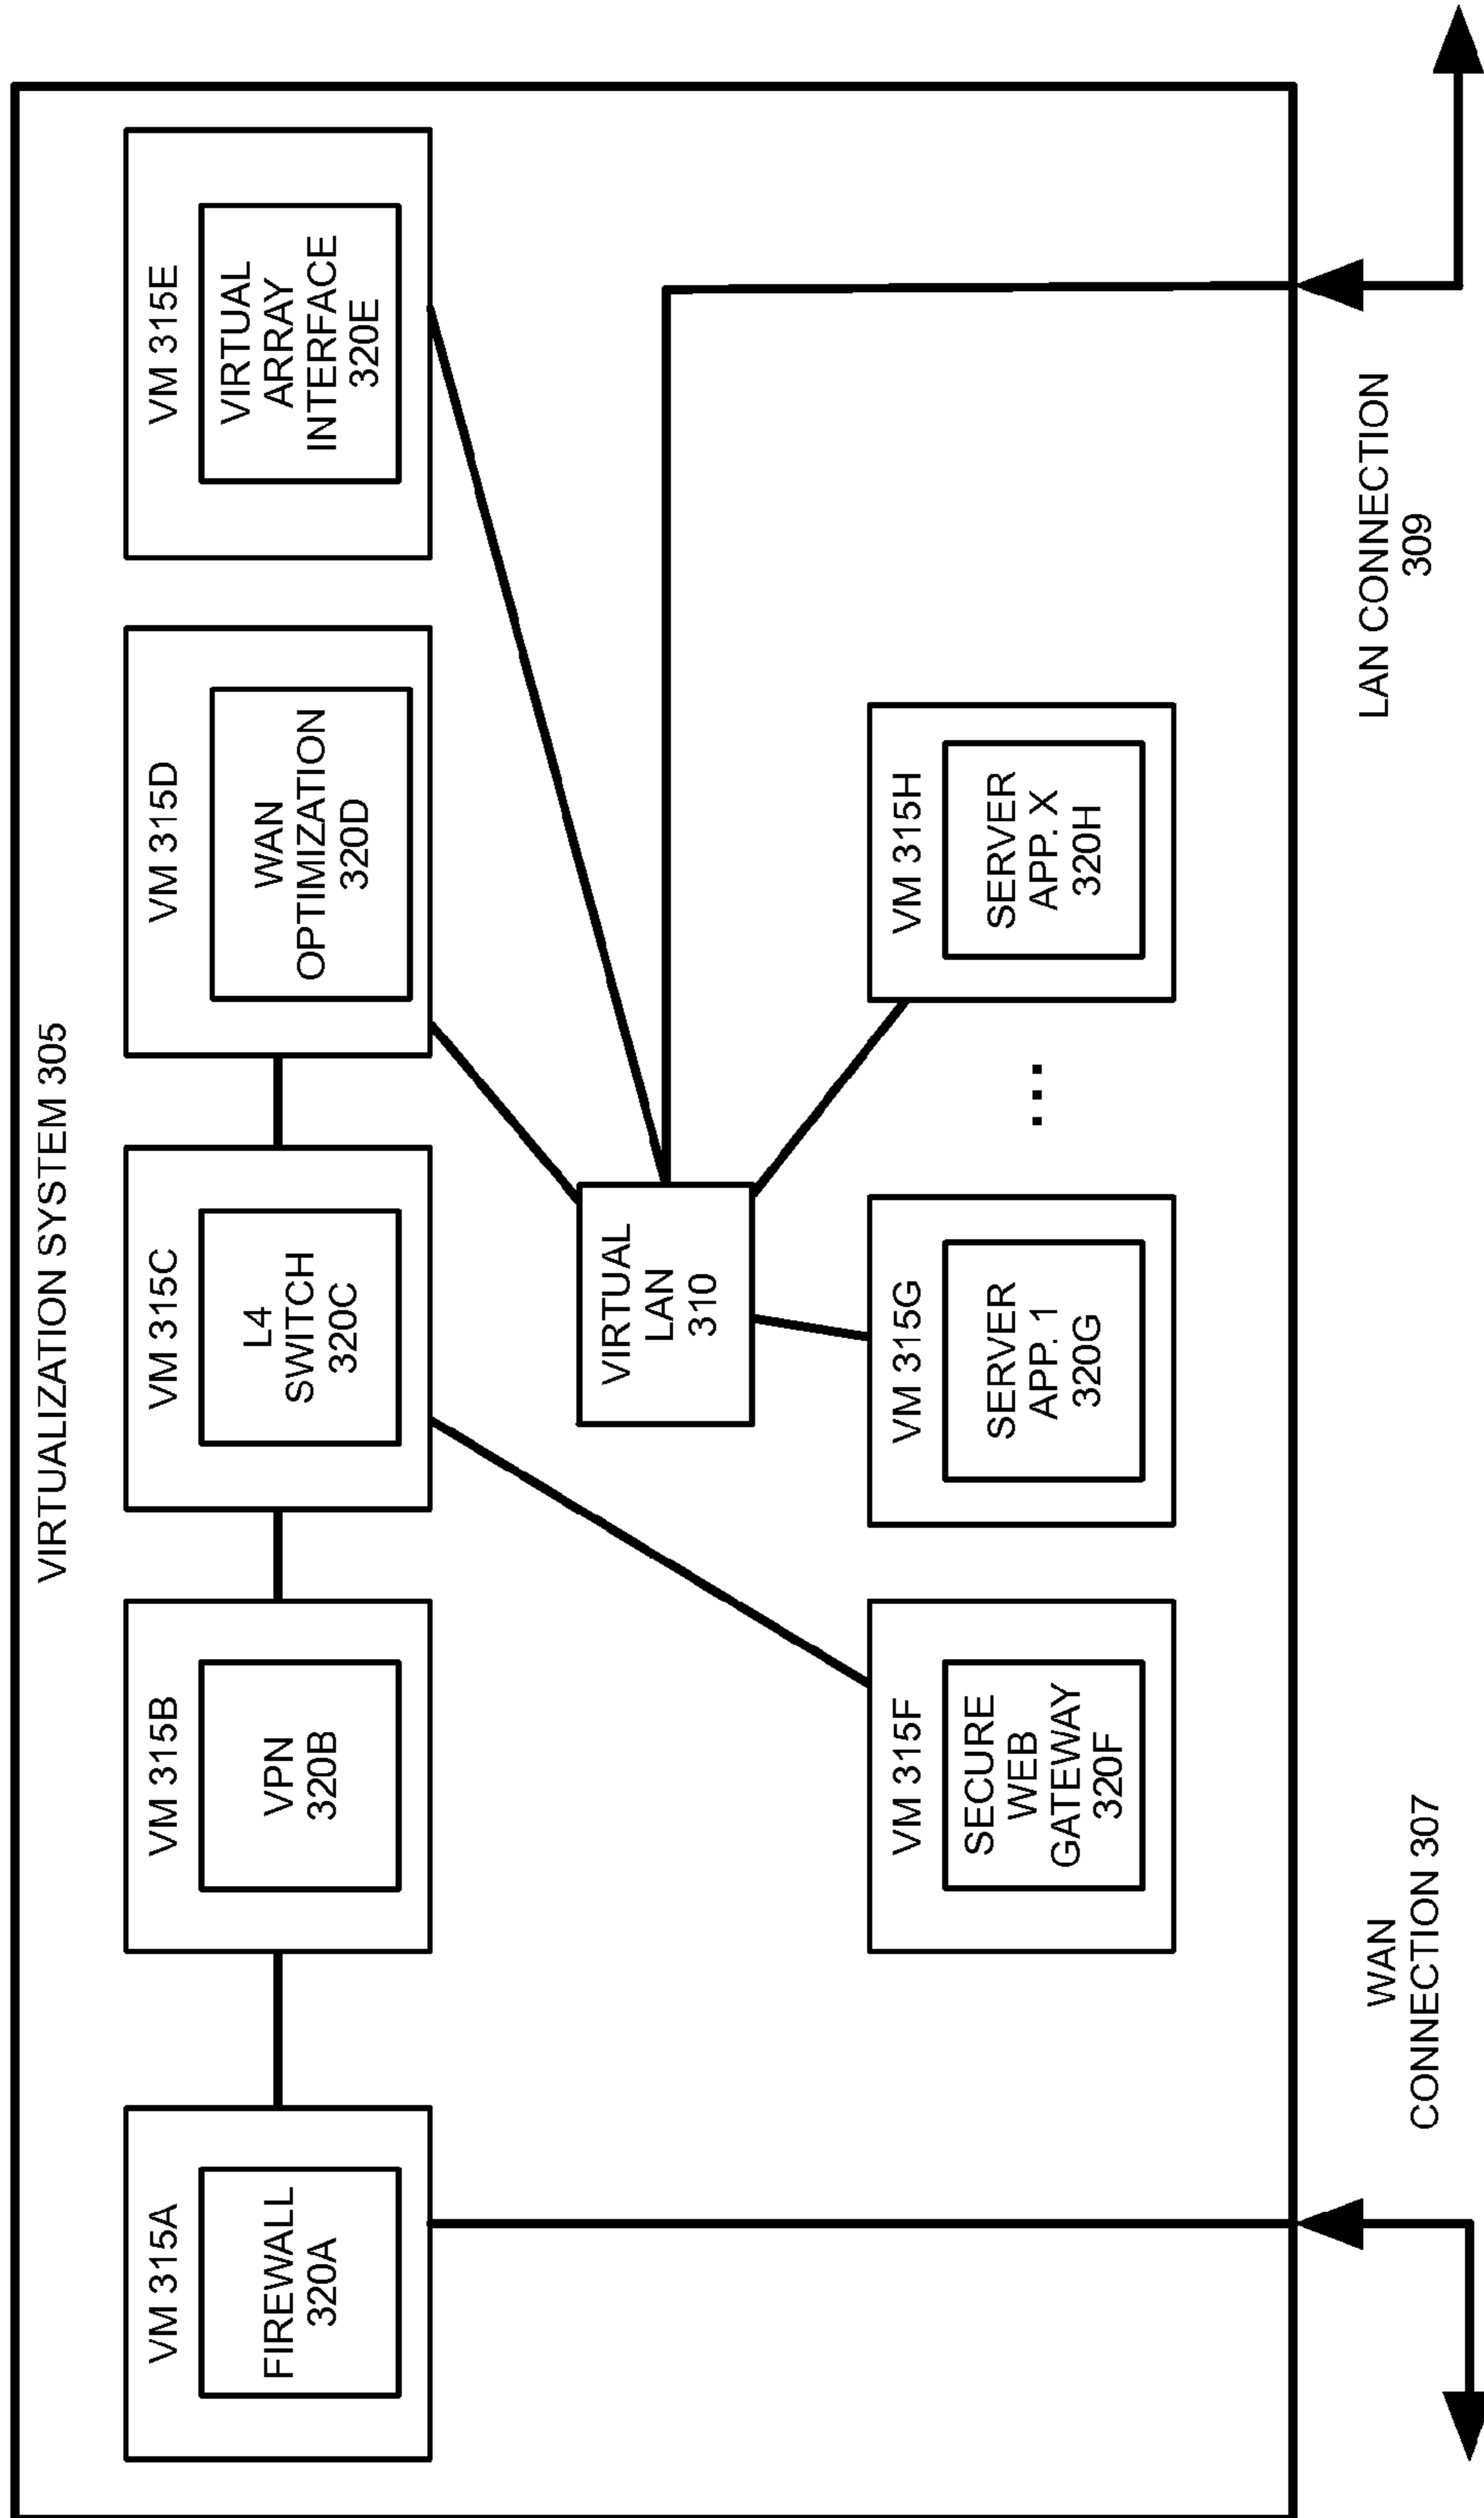 VIRTUALIZATION SYSTEM 305
VM 315A
FIREWALL
320A
VM 315B
VPN
320B
VM 315C
L4
SWITCH
320C
VM 315D
WAN
OPTIMIZATION
320D
VM 315E
VIRTUAL
ARRAY
INTERFACE
320E
VIRTUAL
LAN
310
VM 315F
SECURE
WEB
GATEWAY
320F
VM 315G
SERVER
APP. 1
320G
...
VM 315H
SERVER
APP. X
320H
WAN
CONNECTION 307
LAN CONNECTION
309